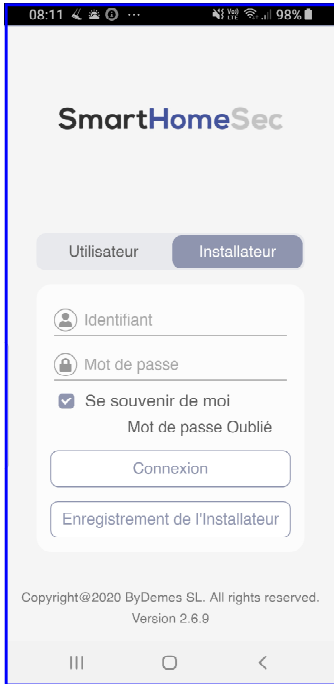 08:11 98%
SmartHomeSec
Utilisateur Installateur
Identifiant
Mot de passe
Se souvenir de moi
Mot de passe Oublié
Connexion
Enregistrement de l'Installateur
Copyright@2020 ByDemes SL. All rights reserved.
Version 2.6.9